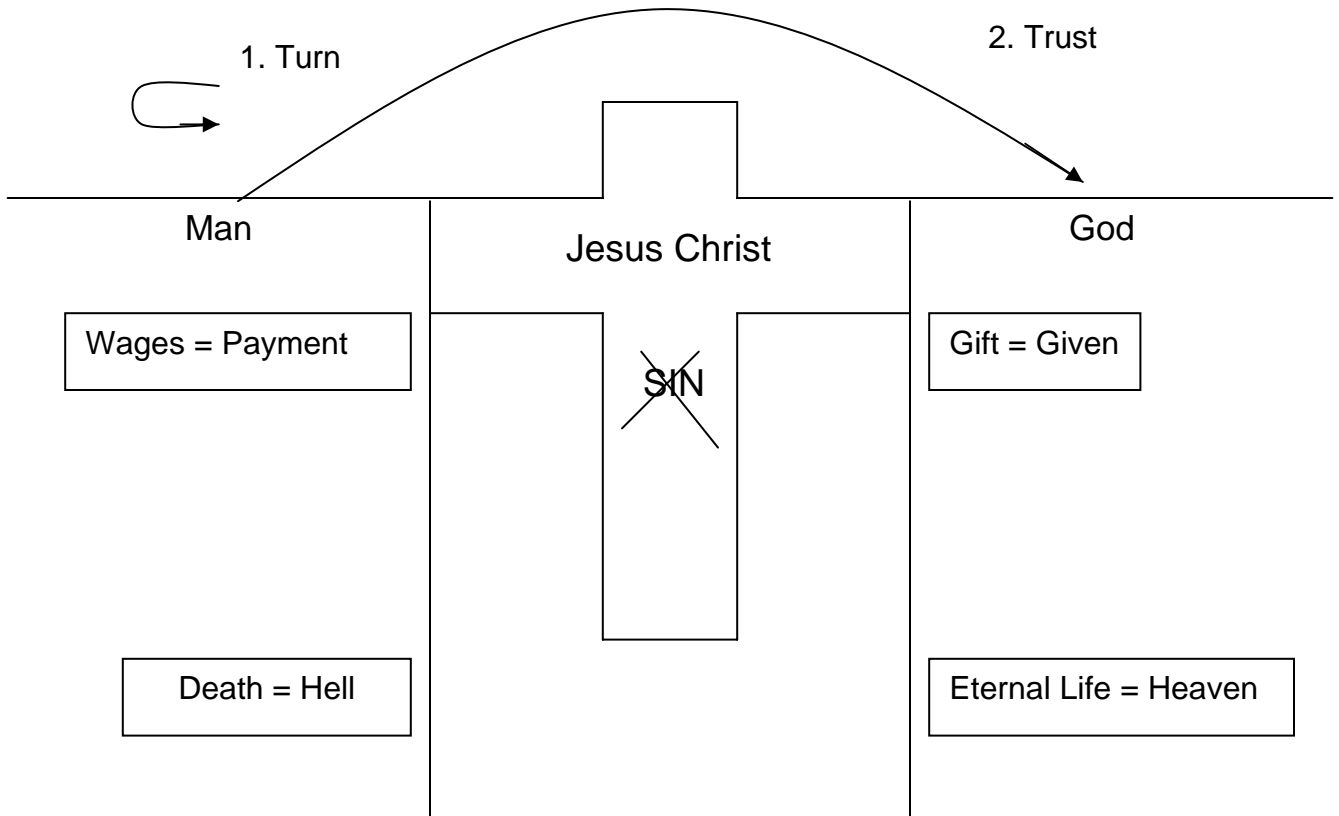 1. Turn
2. Trust
Man
Jesus Christ
God
Wages = Payment
SIN
Gift = Given
Death = Hell
Eternal Life = Heaven